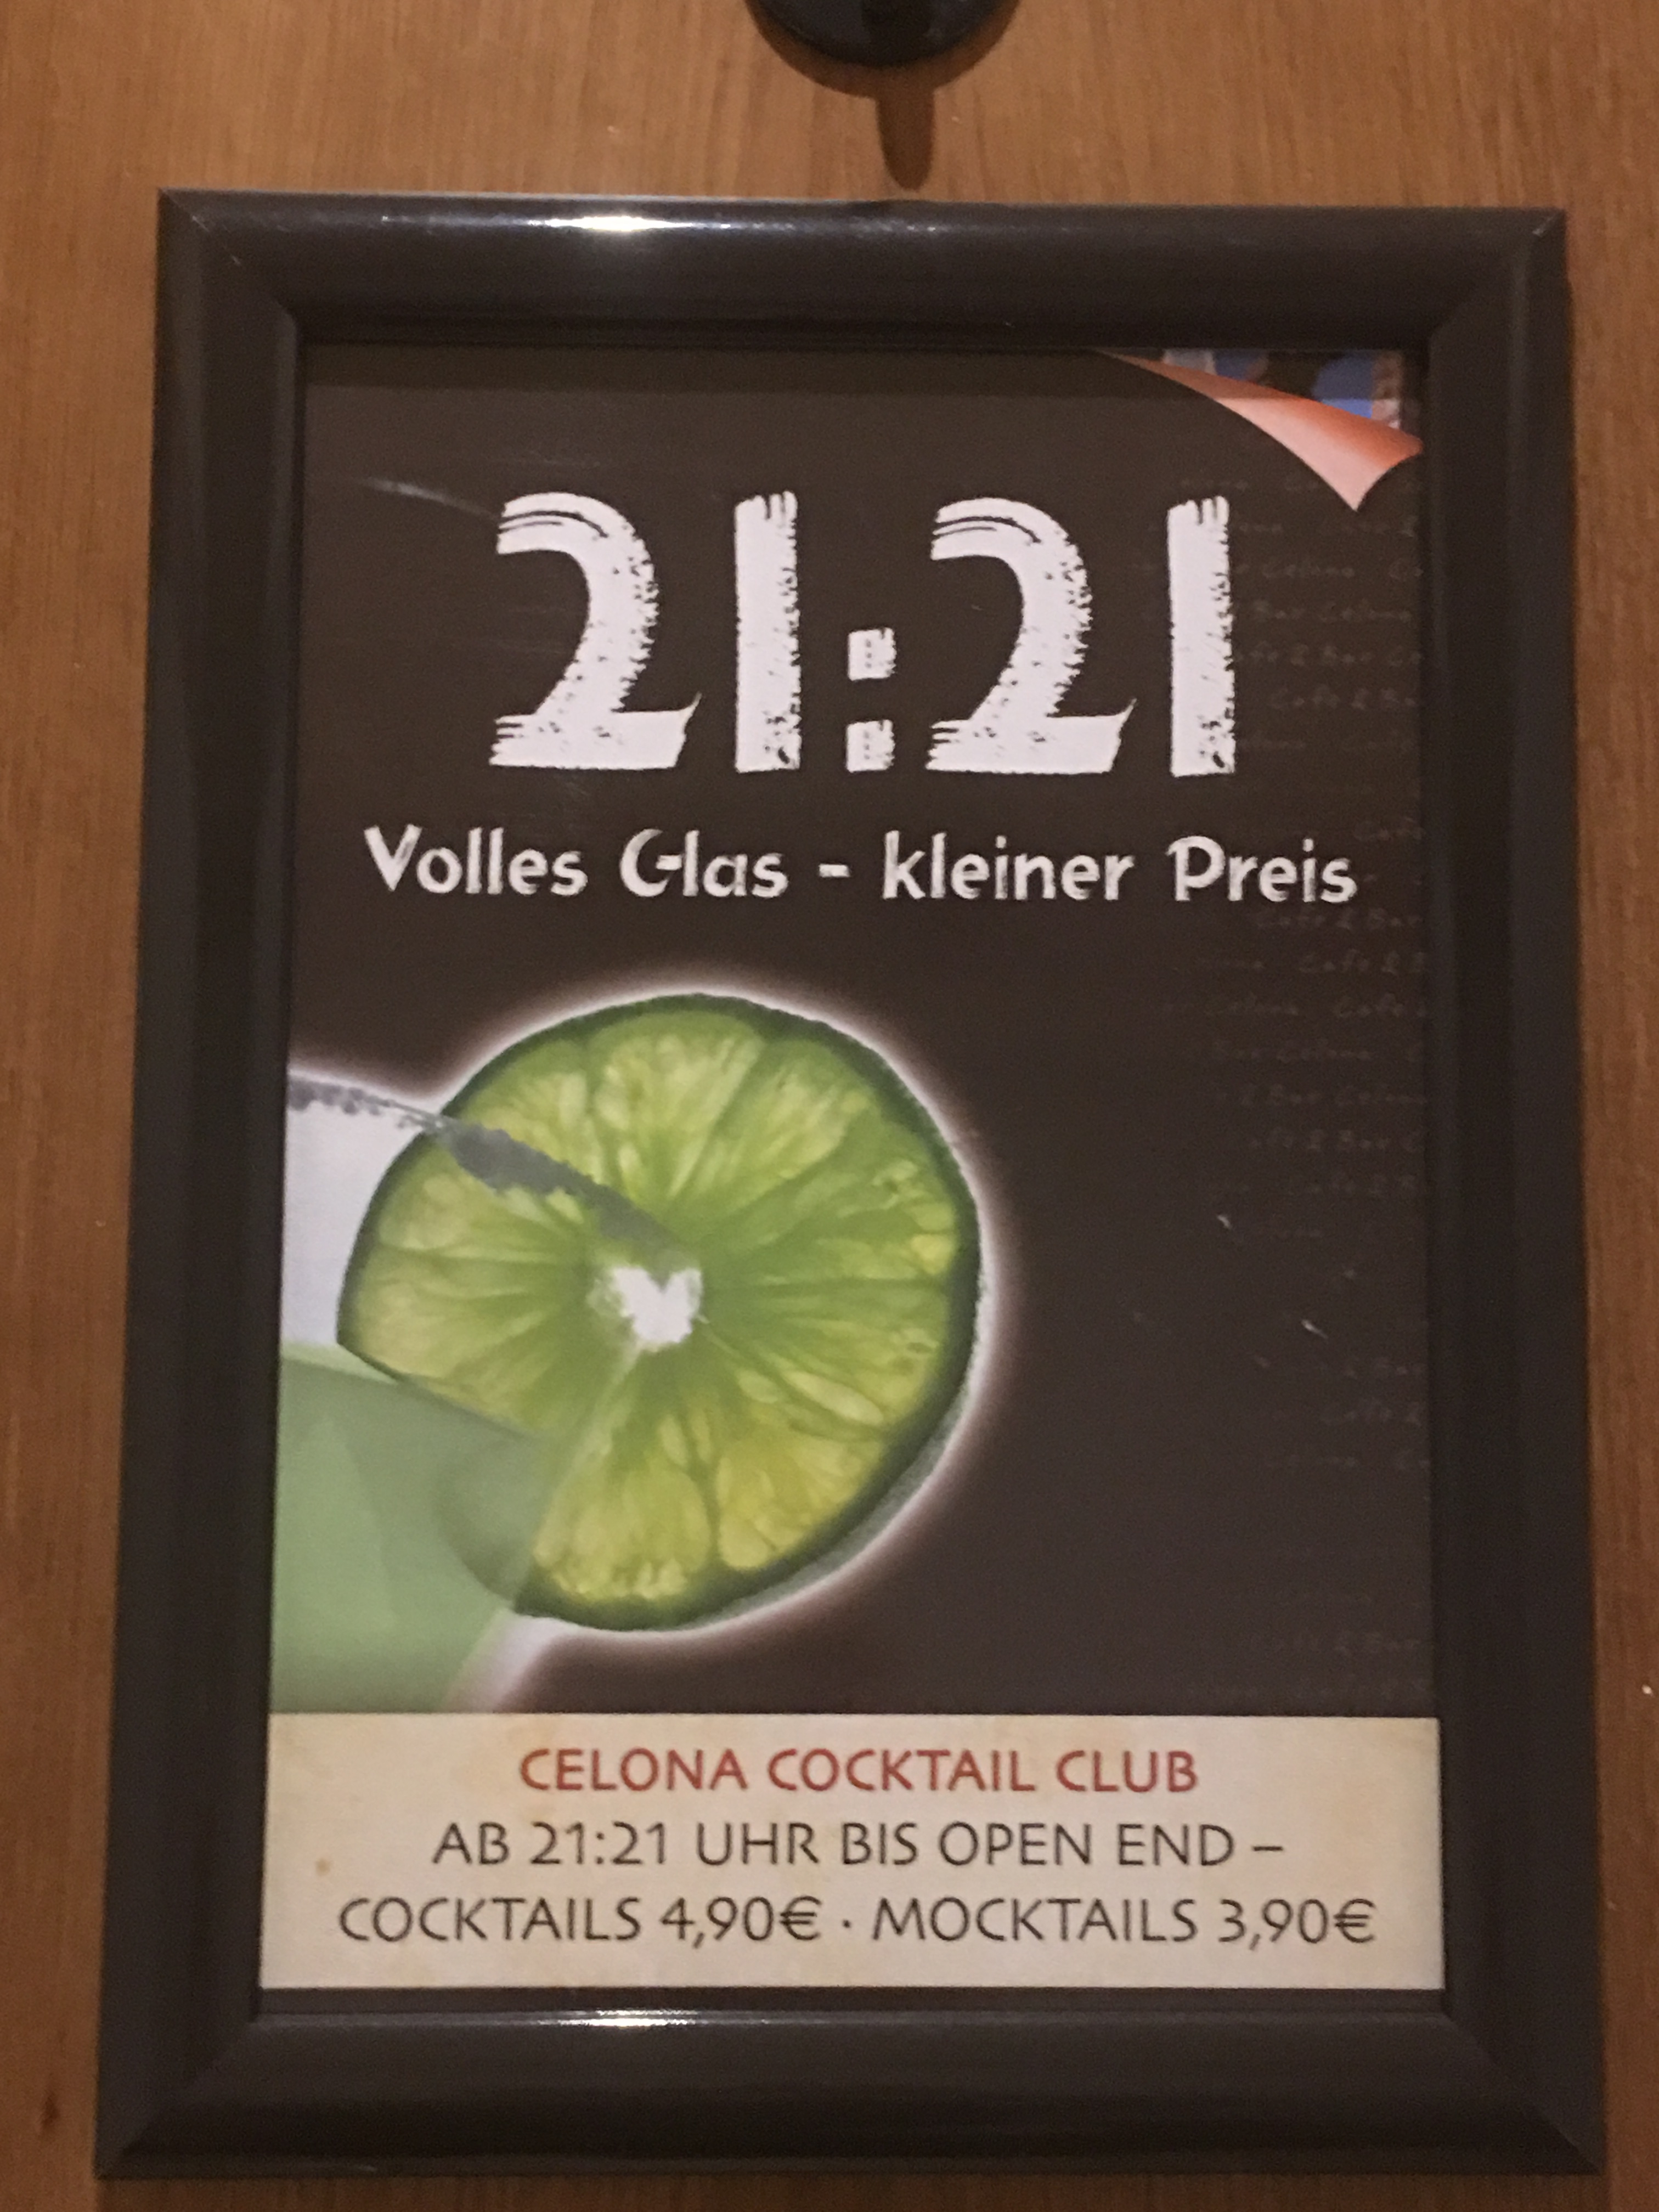 21:21
Volles Glas - kleiner Preis
CELONA COCKTAIL CLUB
AB 21:21 UHR BIS OPEN END –
COCKTAILS 4,90€ · MOCKTAILS 3,90€